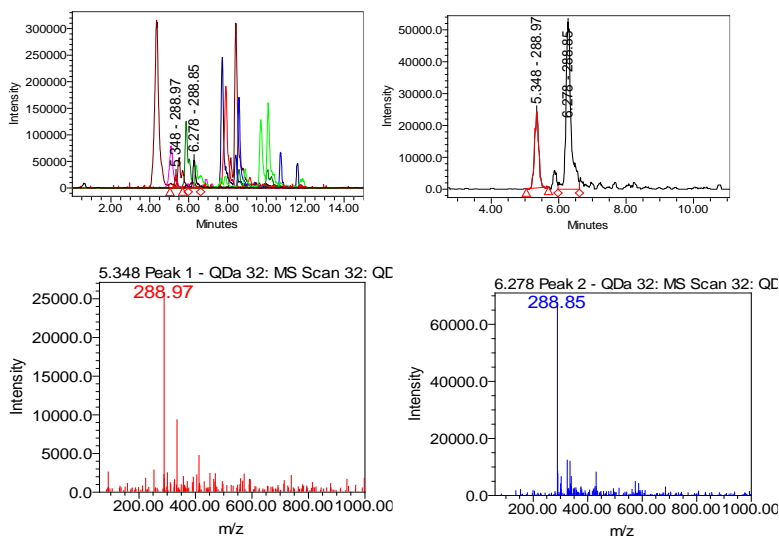 300000
250000
200000
150000
100000
50000
0
Intensity
5.348 - 288.97
6.278 - 288.85
2.00 4.00 6.00 8.00 10.00 12.00 14.00
Minutes
50000.0
40000.0
30000.0
20000.0
10000.0
0.0
Intensity
5.348 - 288.97
6.278 - 288.85
4.00 6.00 8.00 10.00
Minutes
5.348 Peak 1 - QDa 32: MS Scan 32: QD
288.97
25000.0
20000.0
15000.0
10000.0
5000.0
0.0
Intensity
200.00 400.00 600.00 800.00 1000.00
m/z
6.278 Peak 2 - QDa 32: MS Scan 32: QD
288.85
60000.0
40000.0
20000.0
0.0
Intensity
200.00 400.00 600.00 800.00 1000.00
m/z